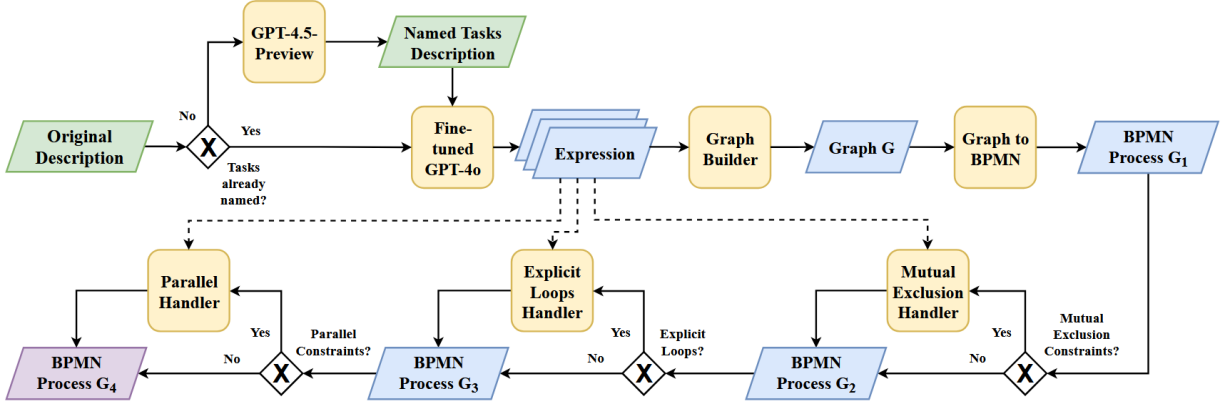 GPT-4.5-
Preview
Named Tasks
Description
No
Yes
Original
Description
X
Tasks
already
named?
Fine-
tuned
GPT-4o
Expression
Graph
Builder
Graph G
Graph to
BPMN
BPMN
Process G₁
Parallel
Handler
Explicit
Loops
Handler
Mutual
Exclusion
Handler
Yes
Parallel
Constraints?
Yes
Explicit
Loops?
Yes
Mutual
Exclusion
Constraints?
BPMN
Process G₄
No
X
BPMN
Process G₃
No
X
BPMN
Process G₂
No
X